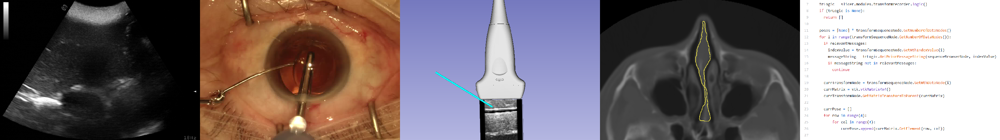 18Hz
7 trLogic = slicer.modules.transformrecorder.logic()
8 if (trLogic is None):
9 return []
10
11 poses = [None] * transformSequenceNode.GetNumberOfDataNodes()
12 for i in range(transformSequenceNode.GetNumberOfDataNodes()):
13 if relevantMessages:
14 indexValue = transformSequenceNode.GetNthIndexValue(i)
15 messageString = trLogic.GetPriorMessageString(sequenceBrowserNode, indexValue)
16 if messageString not in relevantMessages:
17 continue
18
19 currTransformNode = transformSequenceNode.GetNthDataNode(i)
20 currMatrix = vtk.vtkMatrix4x4()
21 currTransformNode.GetMatrixTransformToParent(currMatrix)
22
23 currPose = []
24 for row in range(4):
25 for col in range(4):
26 currPose.append(currMatrix.GetElement(row, col))
27